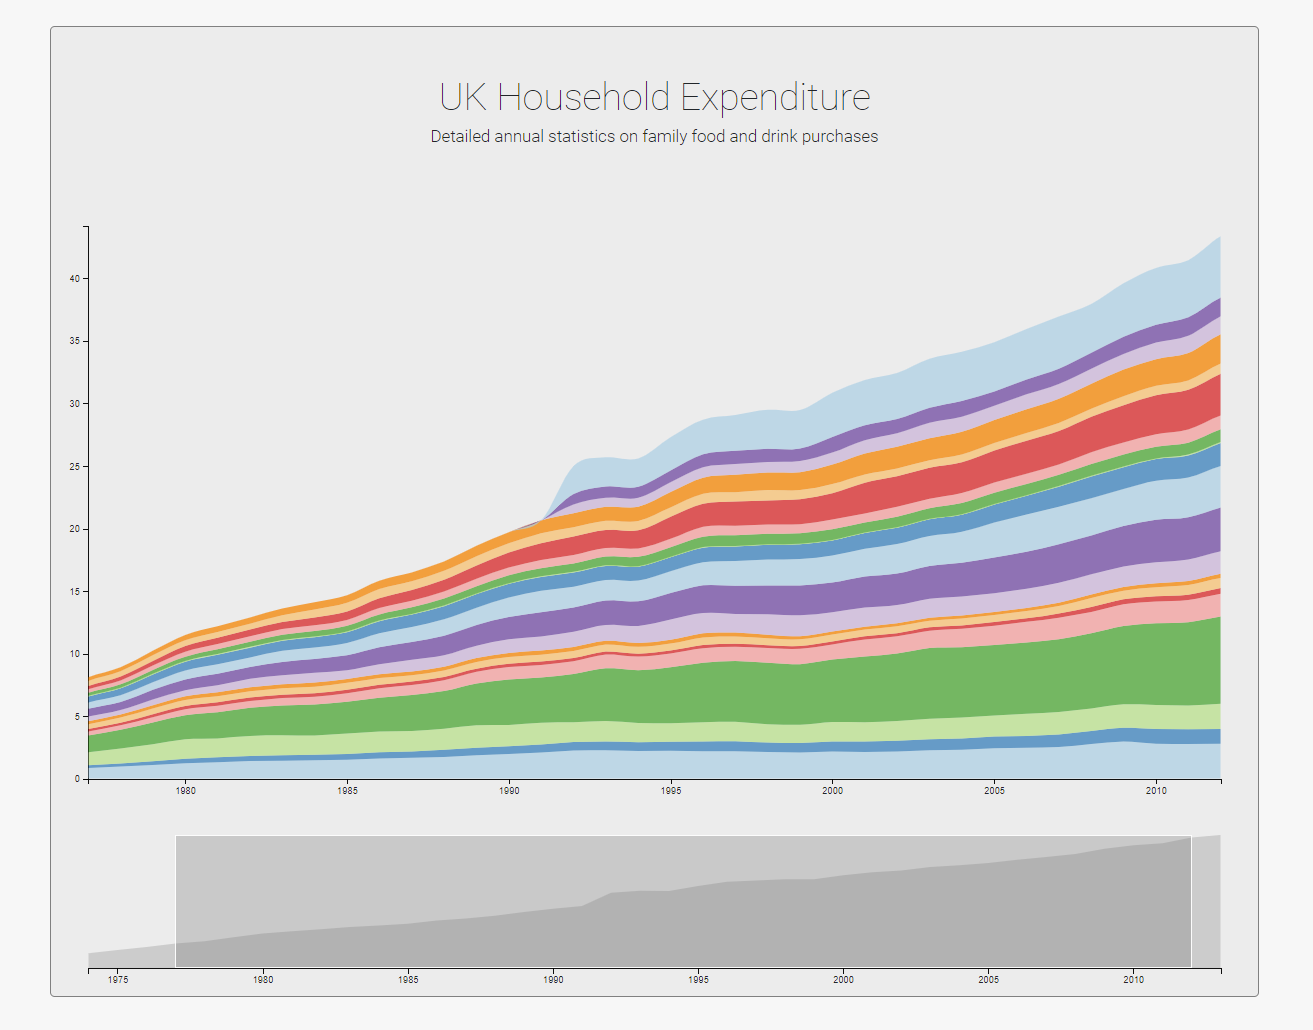 UK Household Expenditure
Detailed annual statistics on family food and drink purchases
40
35
30
25
20
15
10
5
0
1980 1985 1990 1995 2000 2005 2010
1975 1980 1985 1990 1995 2000 2005 2010